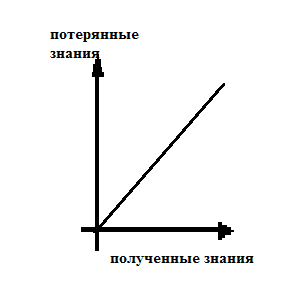 потерянные
знания
полученные знания